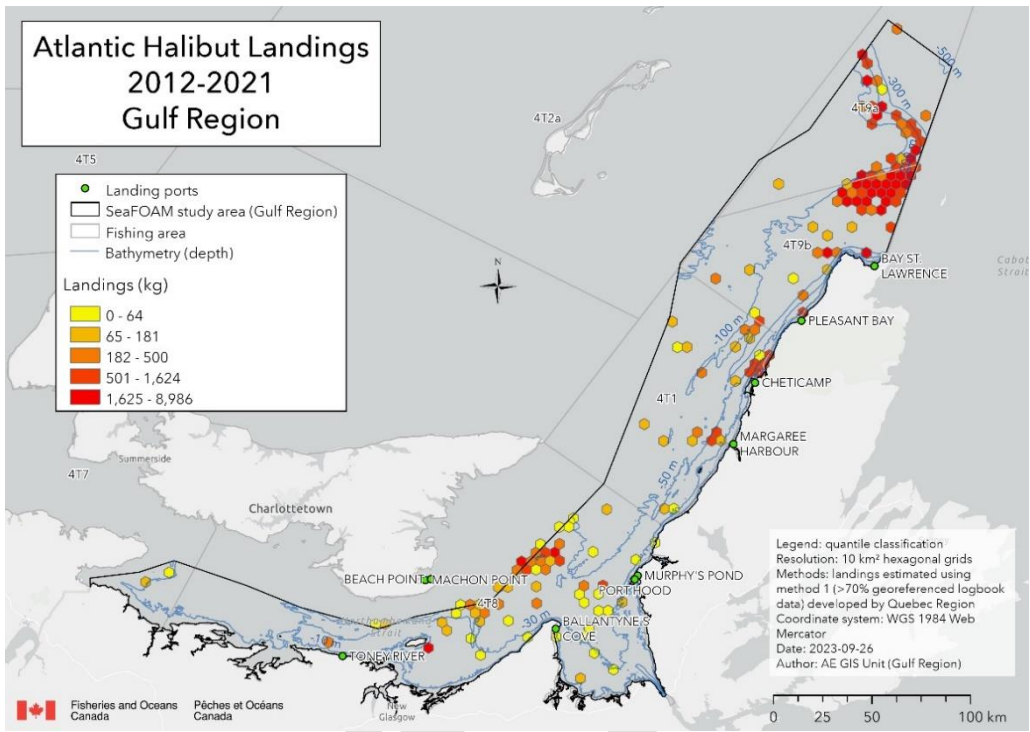 Atlantic Halibut Landings
2012-2021
Gulf Region
Landing ports
SeaFOAM study area (Gulf Region)
Fishing area
Bathymetry (depth)
Landings (kg)
0 - 64
65 - 181
182 - 500
501 - 1,624
1,625 - 8,986
4T5
4T2a
-500 m
-300 m
4T9a
4T9b
BAY ST.
LAWRENCE
Cabot
Strait
N
PLEASANT BAY
-100 m
CHETICAMP
4T1
MARGAREE
HARBOUR
-50 m
4T7
Summerside
Charlottetown
BEACH POINT
MACHON POINT
MURPHY'S POND
PORT HOOD
4T8
-30 m
BALLANTYNE'S
COVE
Strait
TONEY RIVER
New
Glasgow
Legend: quantile classification
Resolution: 10 km² hexagonal grids
Methods: landings estimated using
method 1 (>70% georeferenced logbook
data) developed by Quebec Region
Coordinate system: WGS 1984 Web
Mercator
Date: 2023-09-26
Author: AE GIS Unit (Gulf Region)
Fisheries and Oceans
Canada
Pêches et Océans
Canada
0 25 50 100 km